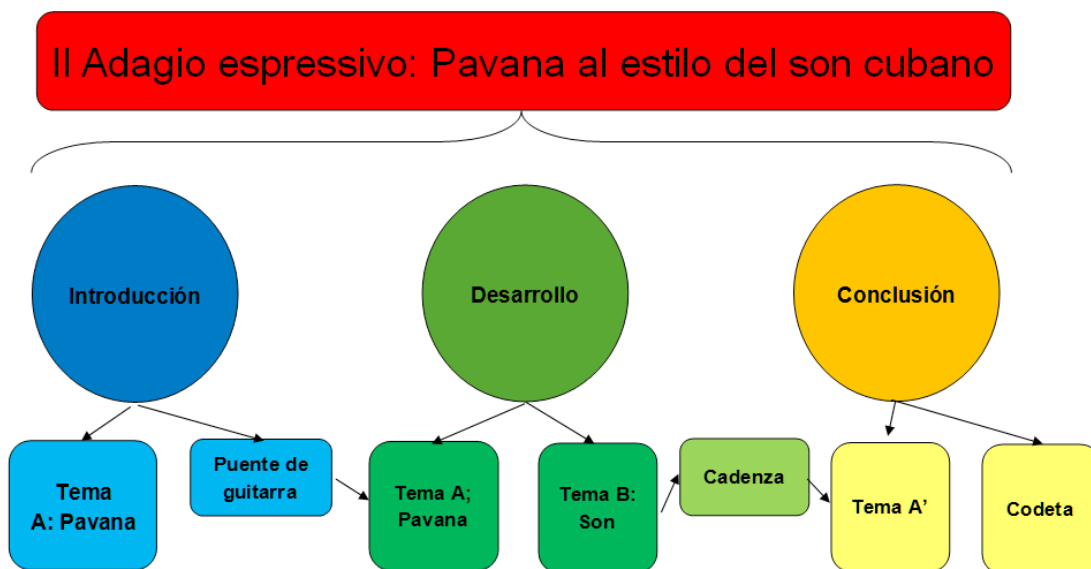 II Adagio espressivo: Pavana al estilo del son cubano
Introducción
Desarrollo
Conclusión
Tema
A: Pavana
Puente de
guitarra
Tema A;
Pavana
Tema B:
Son
Cadenza
Tema A’
Codeta